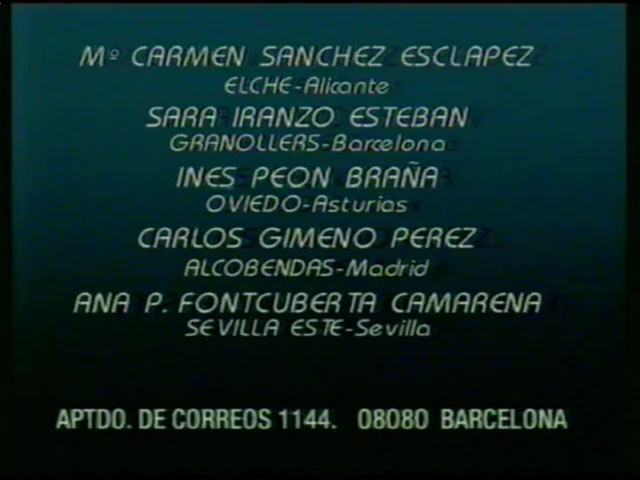 Mª CARMEN SANCHEZ ESCLAPEZ
ELCHE-Alicante
SARA IRANZO ESTEBAN
GRANOLLERS-Barcelona
INES PEON BRAÑA
OVIEDO-Asturias
CARLOS GIMENO PEREZ
ALCOBENDAS-Madrid
ANA P. FONTCUBERTA CAMARENA
SEVILLA ESTE-Sevilla
APTDO. DE CORREOS 1144. 08080 BARCELONA